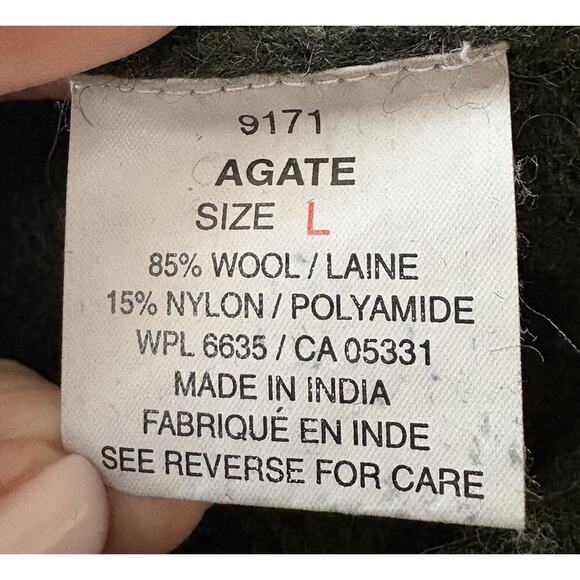 9171
AGATE
SIZE L
85% WOOL / LAINE
15% NYLON / POLYAMIDE
WPL 6635 / CA 05331
MADE IN INDIA
FABRIQUÉ EN INDE
SEE REVERSE FOR CARE